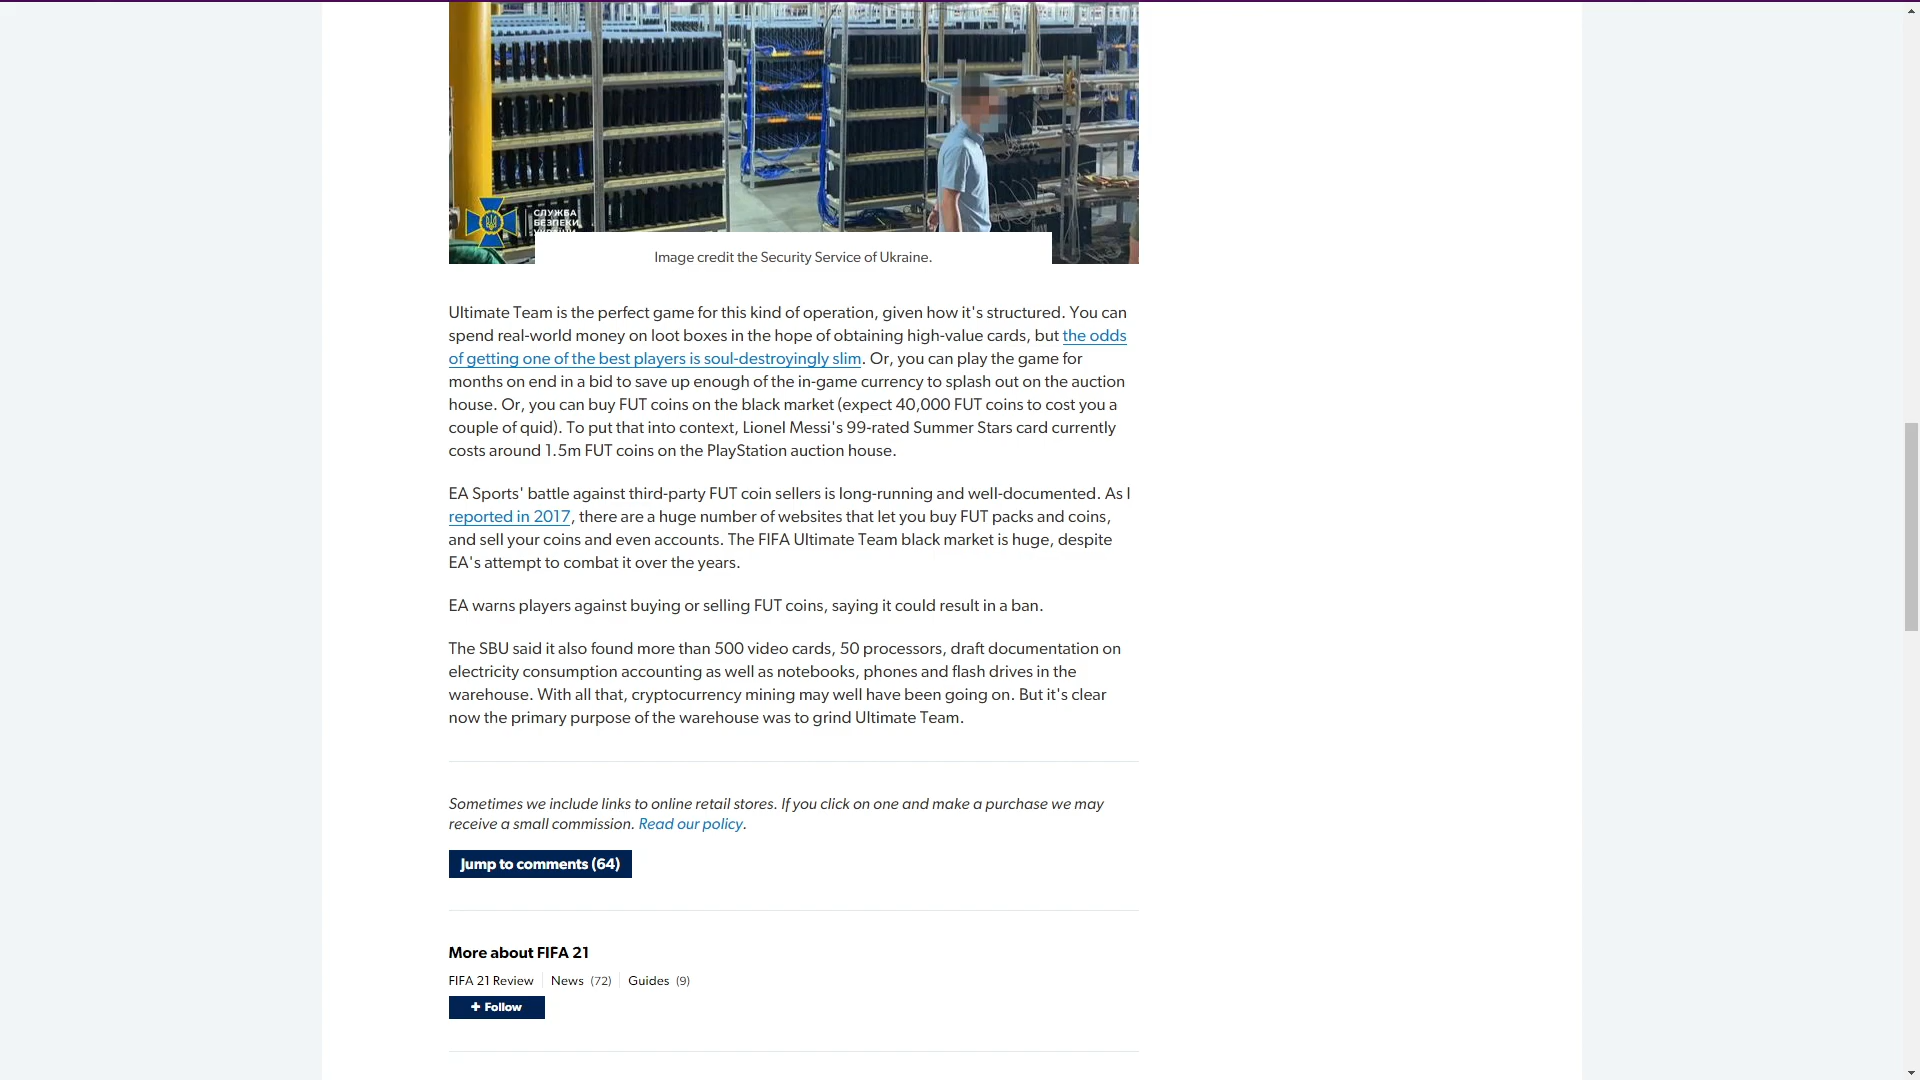 СЛУЖБА
БЕЗПЕКИ
Image credit the Security Service of Ukraine.
Ultimate Team is the perfect game for this kind of operation, given how it's structured. You can
spend real-world money on loot boxes in the hope of obtaining high-value cards, but the odds
of getting one of the best players is soul-destroyingly slim. Or, you can play the game for
months on end in a bid to save up enough of the in-game currency to splash out on the auction
house. Or, you can buy FUT coins on the black market (expect 40,000 FUT coins to cost you a
couple of quid). To put that into context, Lionel Messi's 99-rated Summer Stars card currently
costs around 1.5m FUT coins on the PlayStation auction house.
EA Sports' battle against third-party FUT coin sellers is long-running and well-documented. As I
reported in 2017, there are a huge number of websites that let you buy FUT packs and coins,
and sell your coins and even accounts. The FIFA Ultimate Team black market is huge, despite
EA's attempt to combat it over the years.
EA warns players against buying or selling FUT coins, saying it could result in a ban.
The SBU said it also found more than 500 video cards, 50 processors, draft documentation on
electricity consumption accounting as well as notebooks, phones and flash drives in the
warehouse. With all that, cryptocurrency mining may well have been going on. But it's clear
now the primary purpose of the warehouse was to grind Ultimate Team.
Sometimes we include links to online retail stores. If you click on one and make a purchase we may
receive a small commission. Read our policy.
Jump to comments (64)
More about FIFA 21
FIFA 21 Review News (72) Guides (9)
+ Follow